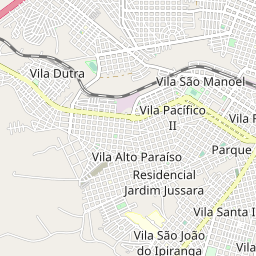 Vila Dutra
Vila São Manoel
Vila Pacífico
II
Vila F
Parque
Vila Alto Paraíso
Residencial
Jardim Jussara
Vila Santa I
Vila São João
do Ipiranga